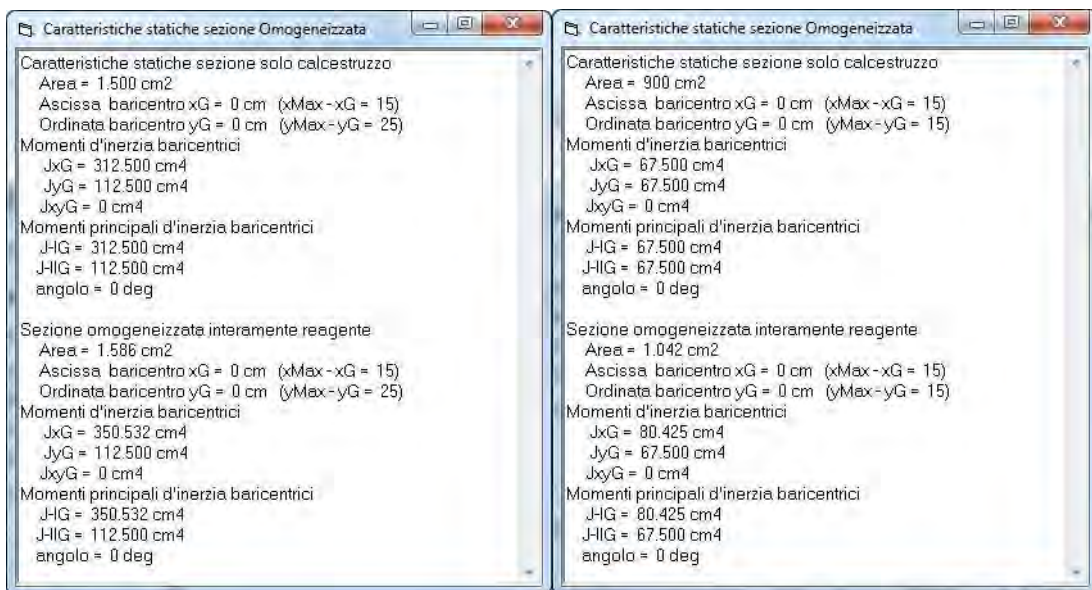 Caratteristiche statiche sezione Omogeneizzata
Caratteristiche statiche sezione solo calcestruzzo
Area = 1.500 cm2
Ascissa baricentro xG = 0 cm (xMax-xG = 15)
Ordinata baricentro yG = 0 cm (yMax-yG = 25)
Momenti d'inerzia baricentrici
JxG = 312.500 cm4
JyG = 112.500 cm4
JxyG = 0 cm4
Momenti principali d'inerzia baricentrici
J-IG = 312.500 cm4
J-IIG = 112.500 cm4
angolo = 0 deg
Sezione omogeneizzata interamente reagente
Area = 1.586 cm2
Ascissa baricentro xG = 0 cm (xMax-xG = 15)
Ordinata baricentro yG = 0 cm (yMax-yG = 25)
Momenti d'inerzia baricentrici
JxG = 350.532 cm4
JyG = 112.500 cm4
JxyG = 0 cm4
Momenti principali d'inerzia baricentrici
J-IG = 350.532 cm4
J-IIG = 112.500 cm4
angolo = 0 deg
Caratteristiche statiche sezione Omogeneizzata
Caratteristiche statiche sezione solo calcestruzzo
Area = 900 cm2
Ascissa baricentro xG = 0 cm (xMax-xG = 15)
Ordinata baricentro yG = 0 cm (yMax-yG = 15)
Momenti d'inerzia baricentrici
JxG = 67.500 cm4
JyG = 67.500 cm4
JxyG = 0 cm4
Momenti principali d'inerzia baricentrici
J-IG = 67.500 cm4
J-IIG = 67.500 cm4
angolo = 0 deg
Sezione omogeneizzata interamente reagente
Area = 1.042 cm2
Ascissa baricentro xG = 0 cm (xMax-xG = 15)
Ordinata baricentro yG = 0 cm (yMax-yG = 15)
Momenti d'inerzia baricentrici
JxG = 80.425 cm4
JyG = 67.500 cm4
JxyG = 0 cm4
Momenti principali d'inerzia baricentrici
J-IG = 80.425 cm4
J-IIG = 67.500 cm4
angolo = 0 deg